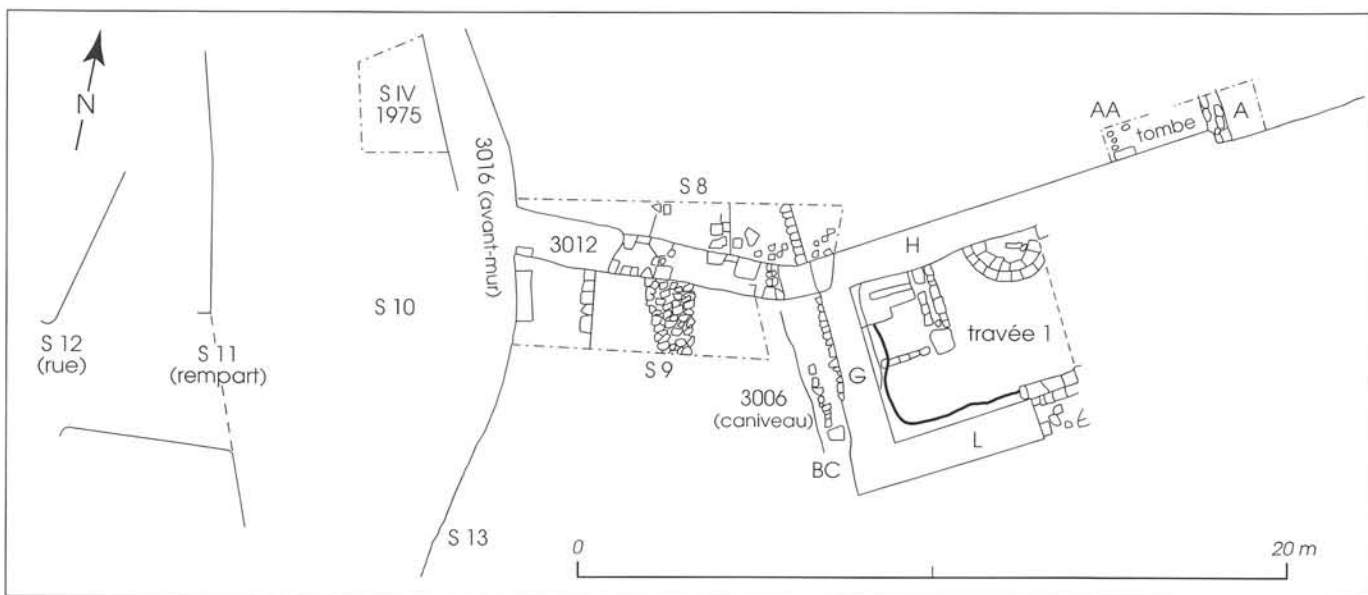 N
S IV
1975
AA
tombe
A
3016 (avant-mur)
S 8
3012
H
S 10
travée 1
S 12
(rue)
S 11
(rempart)
S 9
G
3006
(caniveau)
L
BC
S 13
0
20 m